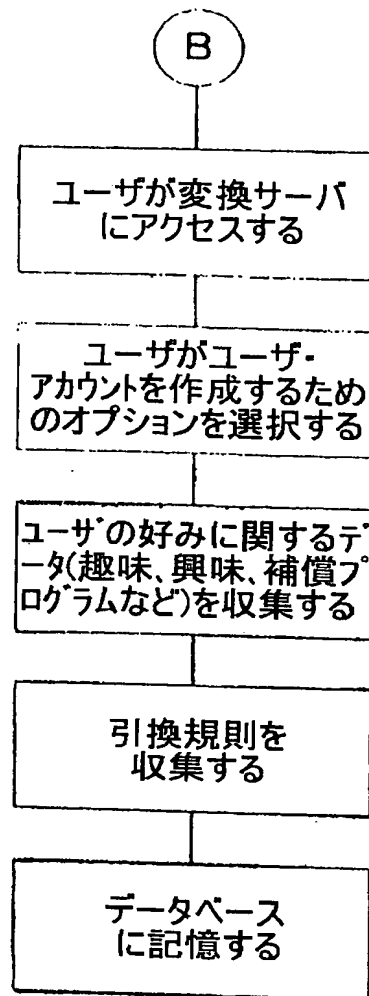 B
ユーザが変換サーバ
にアクセスする
ユーザがユーザ・
アカウントを作成するため
のオプションを選択する
ユーザの好みに関するデ
ータ(趣味、興味、補償プ
ログラムなど)を収集する
引換規則を
収集する
データベース
に記憶する